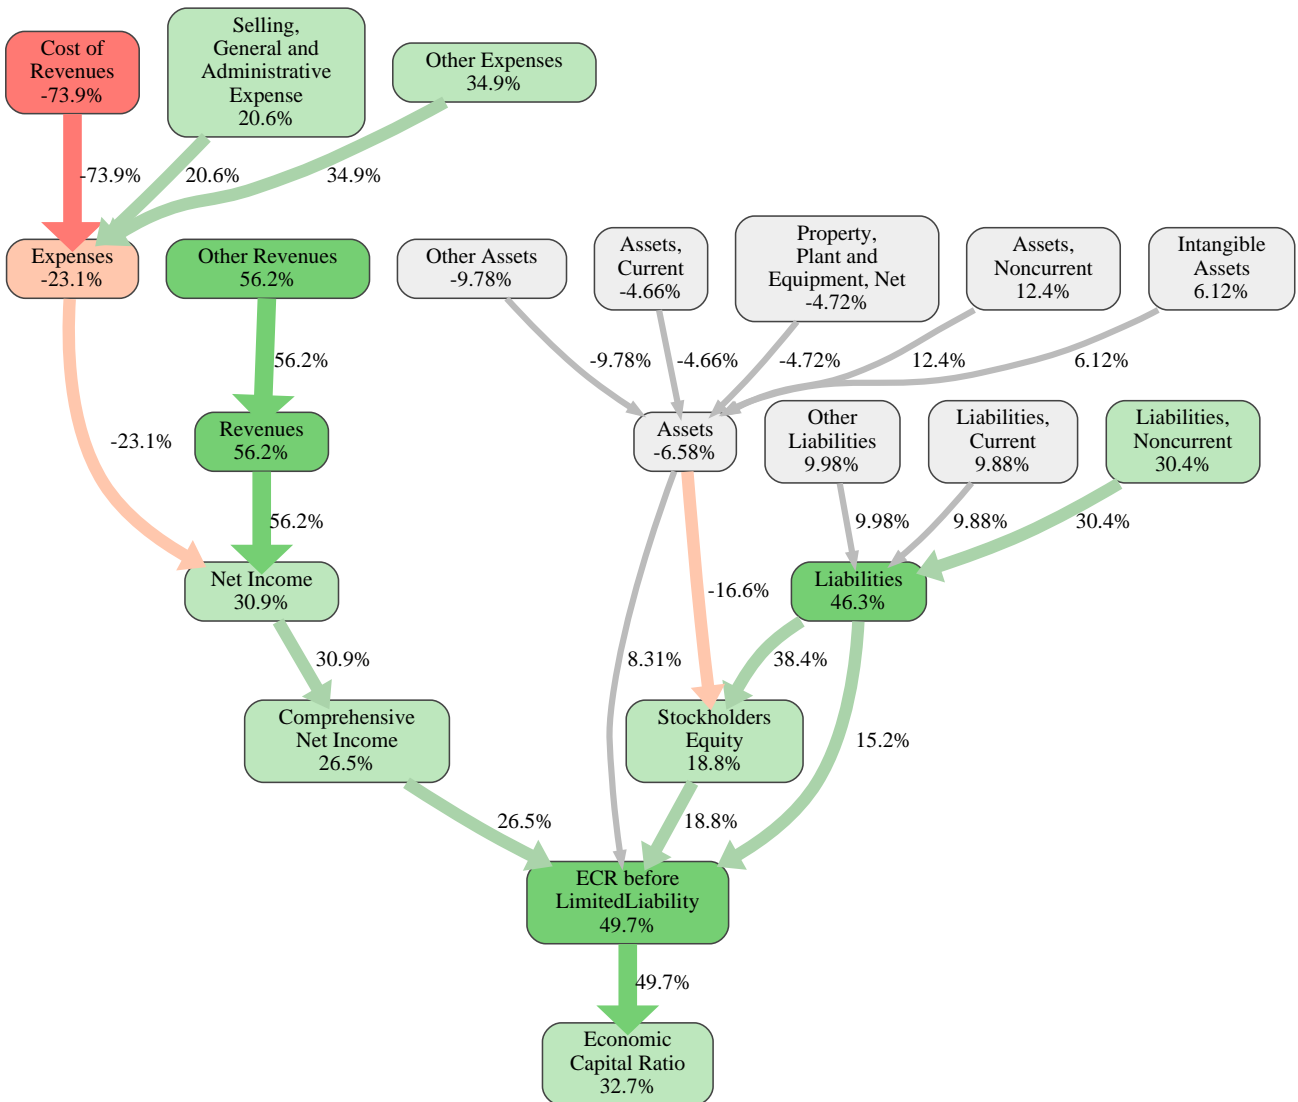 Cost of
Revenues
-73.9%
Selling,
General and
Administrative
Expense
20.6%
Other Expenses
34.9%
-73.9%
20.6%
34.9%
Expenses
-23.1%
Other Revenues
56.2%
Other Assets
-9.78%
Assets,
Current
-4.66%
Property,
Plant and
Equipment, Net
-4.72%
Assets,
Noncurrent
12.4%
Intangible
Assets
6.12%
56.2%
-9.78%
-4.66%
-4.72%
12.4%
6.12%
-23.1%
Revenues
56.2%
Assets
-6.58%
Other
Liabilities
9.98%
Liabilities,
Current
9.88%
Liabilities,
Noncurrent
30.4%
56.2%
9.98%
9.88%
30.4%
Net Income
30.9%
-16.6%
Liabilities
46.3%
30.9%
8.31%
38.4%
Comprehensive
Net Income
26.5%
Stockholders
Equity
18.8%
15.2%
26.5%
18.8%
ECR before
LimitedLiability
49.7%
49.7%
Economic
Capital Ratio
32.7%